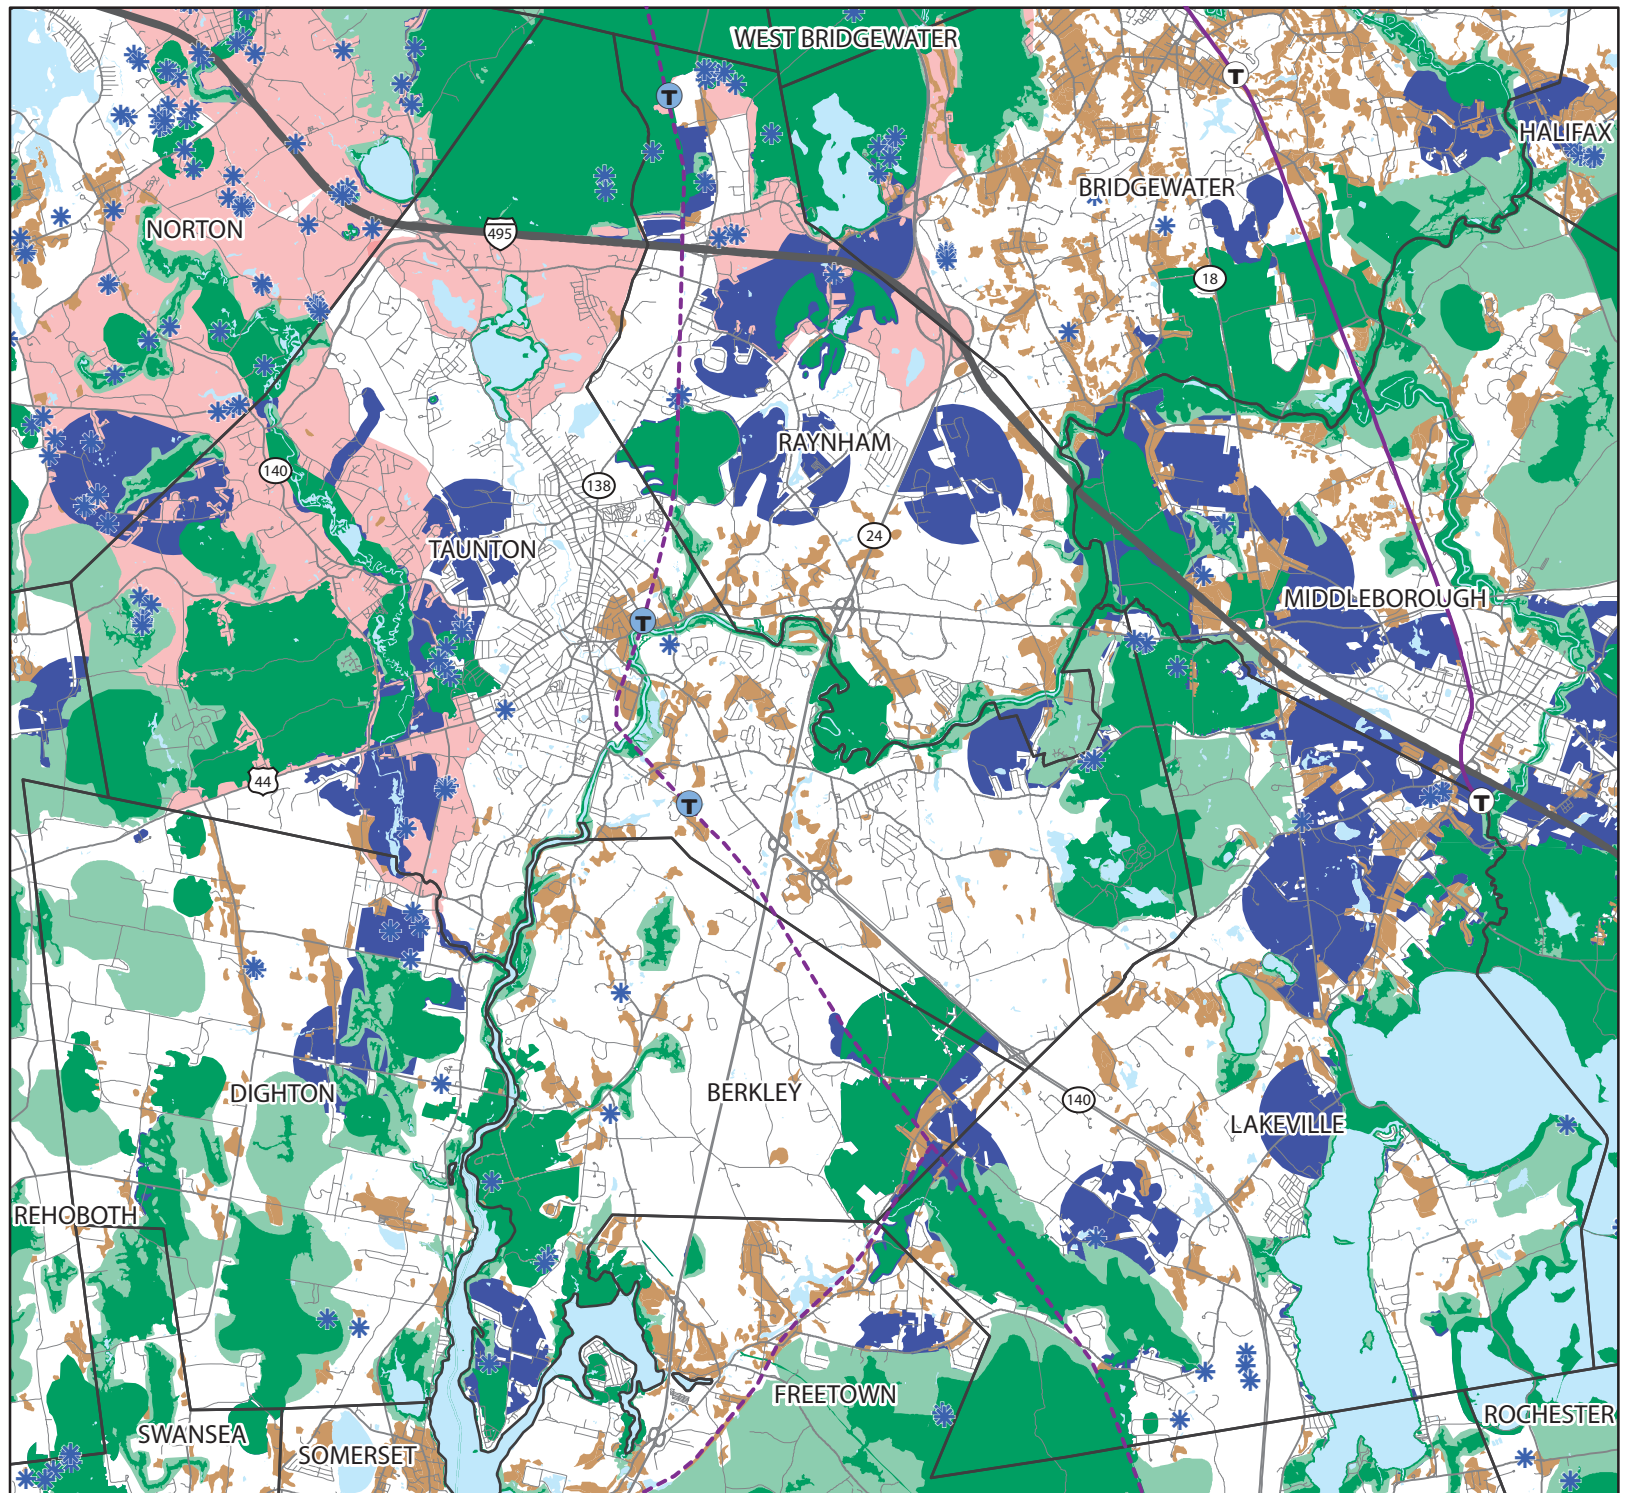 WEST BRIDGEWATER
T
T
HALIFAX
BRIDGEWATER
NORTON
495
18
RAYNHAM
140
138
24
TAUNTON
MIDDLEBOROUGH
T
44
T
T
DIGHTON
BERKLEY
140
LAKEVILLE
REHOBOTH
FREETOWN
ROCHESTER
SWANSEA
SOMERSET